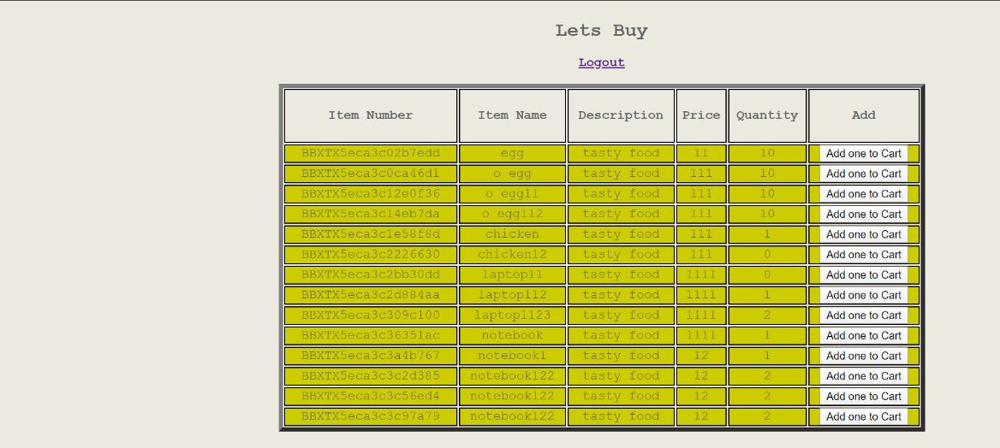 Lets Buy
Logout
Item Number Item Name Description Price Quantity Add
BBXTX5eca3c02b7edd egg tasty food 11 10 Add one to Cart
BBXTX5eca3c0ca46d1 o egg tasty food 111 10 Add one to Cart
BBXTX5eca3c12e0f36 o egg11 tasty food 111 10 Add one to Cart
BBXTX5eca3c14eb7da o egg112 tasty food 111 10 Add one to Cart
BBXTX5eca3c1e58f8d chicken tasty food 111 1 Add one to Cart
BBXTX5eca3c2226630 chicken12 tasty food 111 0 Add one to Cart
BBXTX5eca3c2bb30dd laptop11 tasty food 1111 0 Add one to Cart
BBXTX5eca3c2d884aa laptop112 tasty food 1111 1 Add one to Cart
BBXTX5eca3c309c100 laptop1123 tasty food 1111 2 Add one to Cart
BBXTX5eca3c36351ac notebook tasty food 1111 1 Add one to Cart
BBXTX5eca3c3a4b767 notebook1 tasty food 12 1 Add one to Cart
BBXTX5eca3c3c2d385 notebook122 tasty food 12 2 Add one to Cart
BBXTX5eca3c3c56ed4 notebook122 tasty food 12 2 Add one to Cart
BBXTX5eca3c3c97a79 notebook122 tasty food 12 2 Add one to Cart